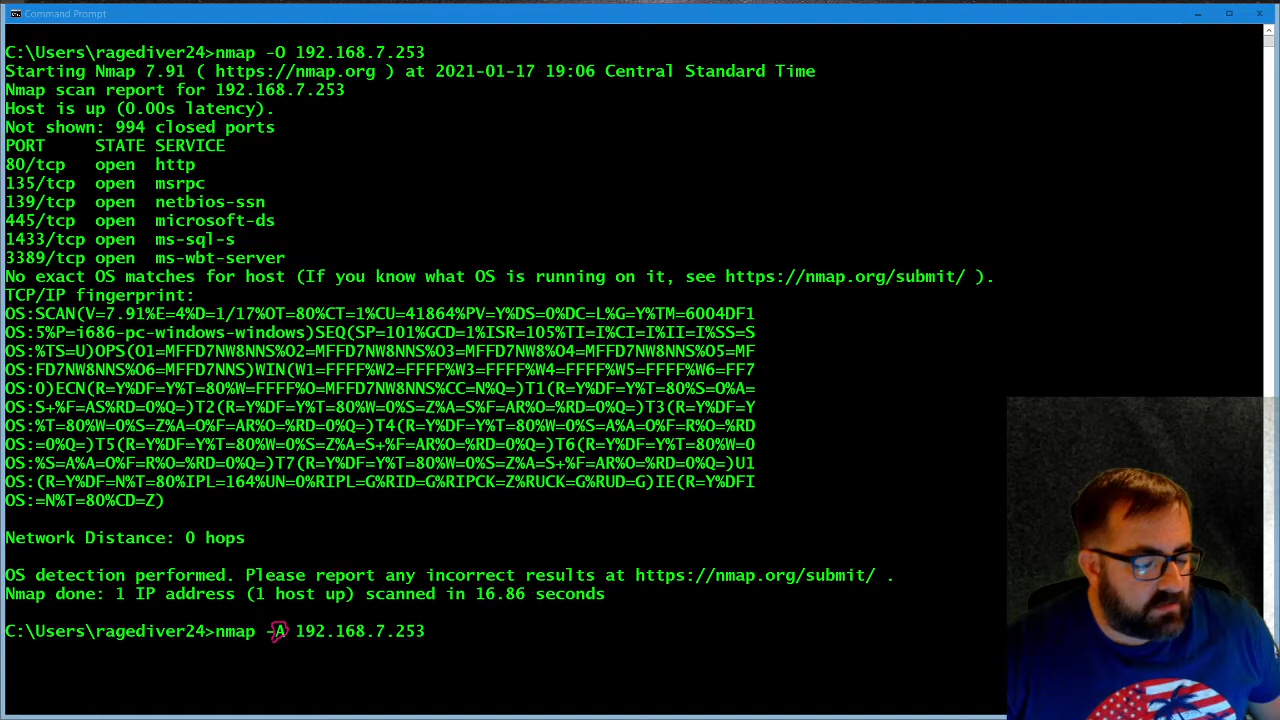 Command Prompt
C:\Users\ragediver24>nmap -O 192.168.7.253
Starting Nmap 7.91 ( https://nmap.org ) at 2021-01-17 19:06 Central Standard Time
Nmap scan report for 192.168.7.253
Host is up (0.00s latency).
Not shown: 994 closed ports
PORT     STATE SERVICE
80/tcp   open  http
135/tcp  open  msrpc
139/tcp  open  netbios-ssn
445/tcp  open  microsoft-ds
1433/tcp open  ms-sql-s
3389/tcp open  ms-wbt-server
No exact OS matches for host (If you know what OS is running on it, see https://nmap.org/submit/ ).
TCP/IP fingerprint:
OS:SCAN(V=7.91%E=4%D=1/17%OT=80%CT=1%CU=41864%PV=Y%DS=0%DC=L%G=Y%TM=6004DF1
OS:5%P=i686-pc-windows-windows)SEQ(SP=101%GCD=1%ISR=105%TI=I%CI=I%II=I%SS=S
OS:%TS=U)OPS(O1=MFFD7NW8NNS%O2=MFFD7NW8NNS%O3=MFFD7NW8%O4=MFFD7NW8NNS%O5=MF
OS:FD7NW8NNS%O6=MFFD7NNS)WIN(W1=FFFF%W2=FFFF%W3=FFFF%W4=FFFF%W5=FFFF%W6=FF7
OS:0)ECN(R=Y%DF=Y%T=80%W=FFFF%O=MFFD7NW8NNS%CC=N%Q=)T1(R=Y%DF=Y%T=80%S=O%A=
OS:S+%F=AS%RD=0%Q=)T2(R=Y%DF=Y%T=80%W=0%S=Z%A=S%F=AR%O=%RD=0%Q=)T3(R=Y%DF=Y
OS:%T=80%W=0%S=Z%A=O%F=AR%O=%RD=0%Q=)T4(R=Y%DF=Y%T=80%W=0%S=A%A=O%F=R%O=%RD
OS:=0%Q=)T5(R=Y%DF=Y%T=80%W=0%S=Z%A=S+%F=AR%O=%RD=0%Q=)T6(R=Y%DF=Y%T=80%W=0
OS:%S=A%A=O%F=R%O=%RD=0%Q=)T7(R=Y%DF=Y%T=80%W=0%S=Z%A=S+%F=AR%O=%RD=0%Q=)U1
OS:(R=Y%DF=N%T=80%IPL=164%UN=0%RIPL=G%RID=G%RIPCK=Z%RUCK=G%RUD=G)IE(R=Y%DFI
OS:=N%T=80%CD=Z)
Network Distance: 0 hops
OS detection performed. Please report any incorrect results at https://nmap.org/submit/ .
Nmap done: 1 IP address (1 host up) scanned in 16.86 seconds
C:\Users\ragediver24>nmap -A 192.168.7.253